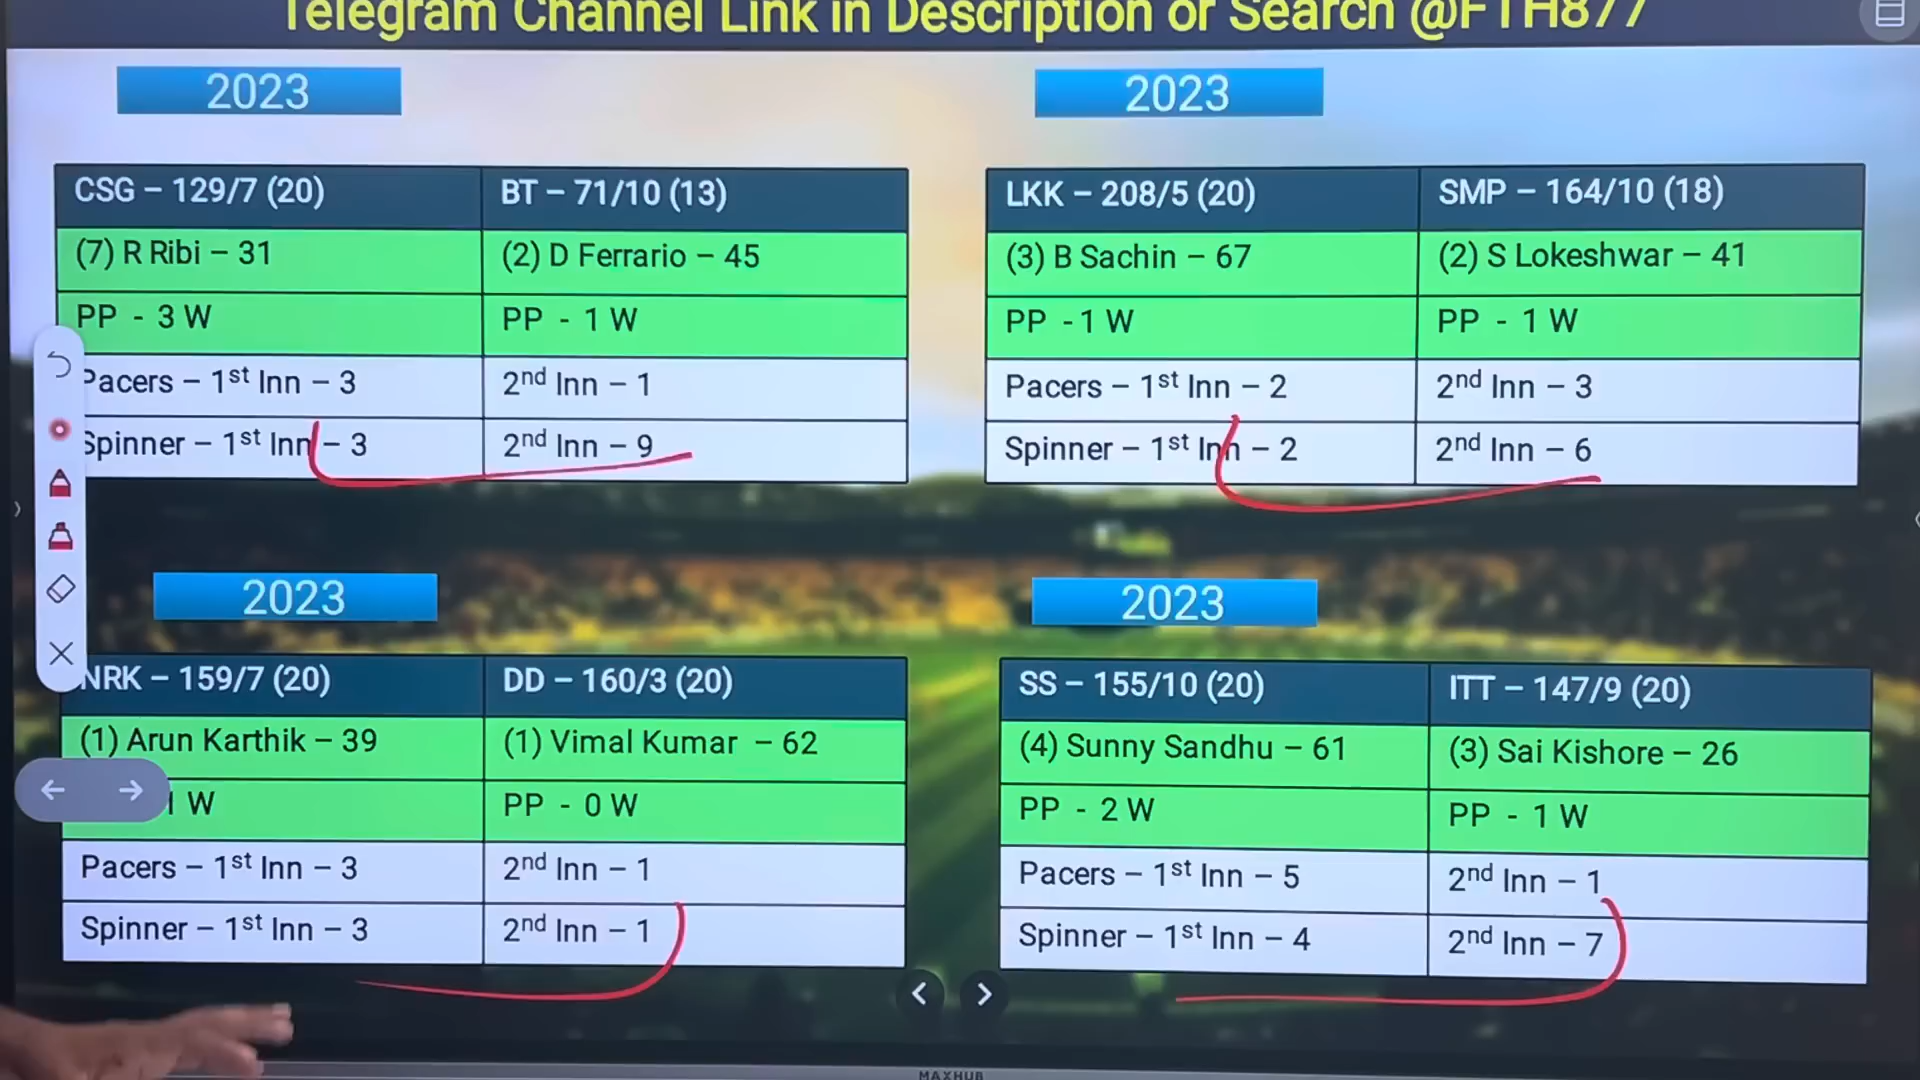 Telegram Channel Link in Description or Search @FTH877
2023
CSG – 129/7 (20) BT – 71/10 (13)
(7) R Ribi – 31 (2) D Ferrario – 45
PP - 3 W PP - 1 W
Pacers – 1st Inn – 3 2nd Inn – 1
Spinner – 1st Inn – 3 2nd Inn – 9
2023
LKK – 208/5 (20) SMP – 164/10 (18)
(3) B Sachin – 67 (2) S Lokeshwar – 41
PP - 1 W PP - 1 W
Pacers – 1st Inn – 2 2nd Inn – 3
Spinner – 1st Inn – 2 2nd Inn – 6
2023
NRK – 159/7 (20) DD – 160/3 (20)
(1) Arun Karthik – 39 (1) Vimal Kumar – 62
1 W PP - 0 W
Pacers – 1st Inn – 3 2nd Inn – 1
Spinner – 1st Inn – 3 2nd Inn – 1
2023
SS – 155/10 (20) ITT – 147/9 (20)
(4) Sunny Sandhu – 61 (3) Sai Kishore – 26
PP - 2 W PP - 1 W
Pacers – 1st Inn – 5 2nd Inn – 1
Spinner – 1st Inn – 4 2nd Inn – 7
MAXHUB